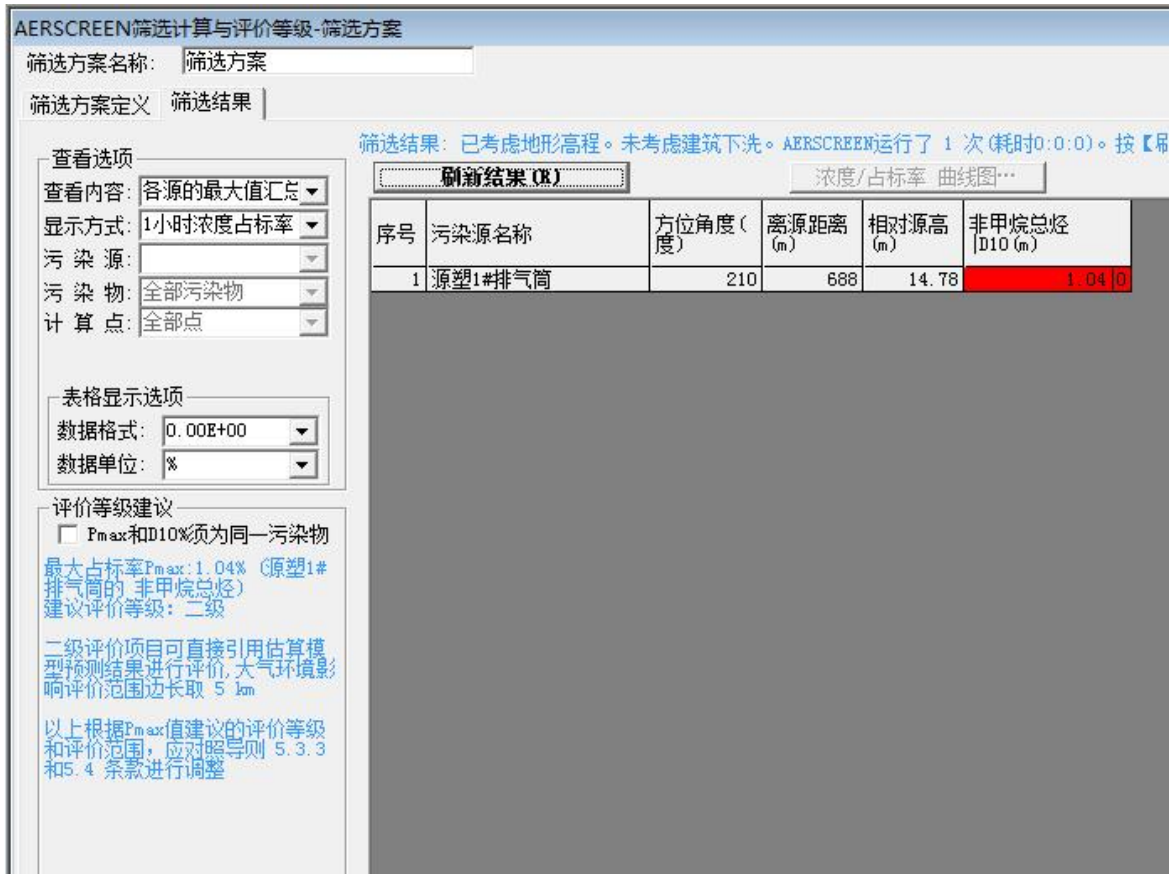 AERSCREEN筛选计算与评价等级-筛选方案
筛选方案名称: 筛选方案
筛选方案定义 筛选结果
筛选结果: 已考虑地形高程。未考虑建筑下洗。AERSCREEN运行了 1 次(耗时0:0:0)。按【刷
查看选项
查看内容: 各源的最大值汇总
显示方式: 1小时浓度占标率
污 染 源:
污 染 物: 全部污染物
计 算 点: 全部点
表格显示选项
数据格式: 0.00E+00
数据单位: %
评价等级建议
Pmax和D10%须为同一污染物
最大占标率Pmax:1.04% (源塑1#
排气筒的 非甲烷总烃)
建议评价等级: 二级
二级评价项目可直接引用估算模
型预测结果进行评价,大气环境影
响评价范围边长取 5 km
以上根据Pmax值建议的评价等级
和评价范围, 应对照导则 5.3.3
和5.4 条款进行调整
刷新结果(R) 浓度/占标率 曲线图…
序号 污染源名称 方位角度(度) 离源距离(m) 相对源高(m) 非甲烷总烃|D10(m)
1 源塑1#排气筒 210 688 14.78 1.04|0